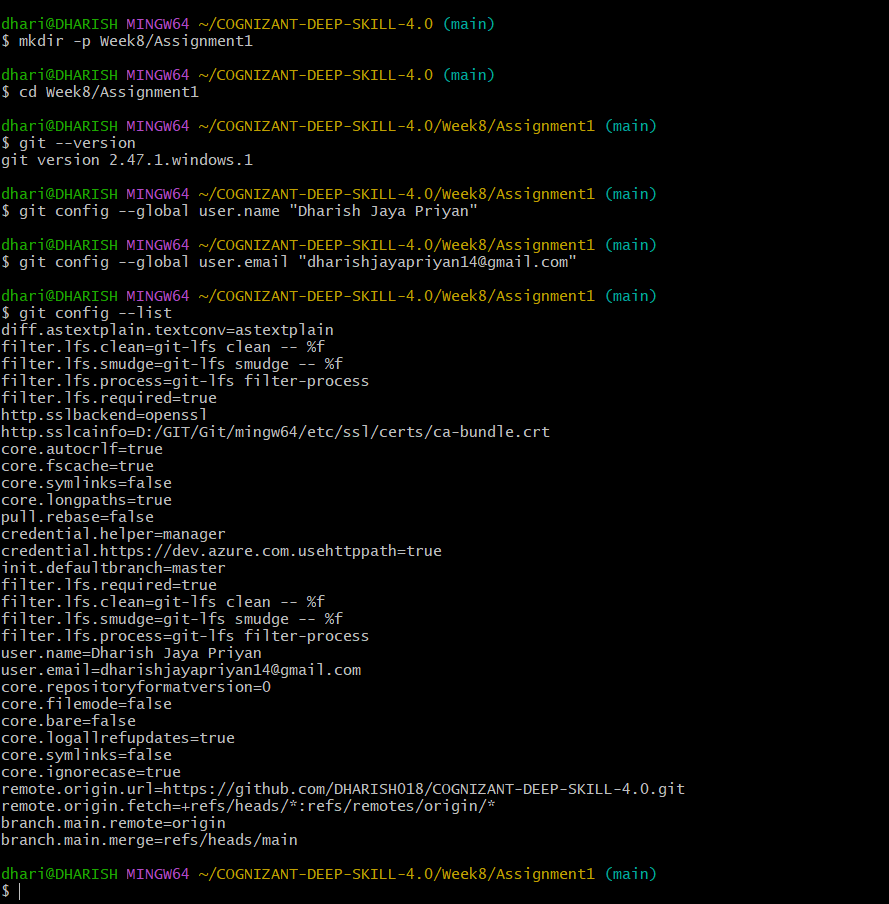 dhari@DHARISH MINGW64 ~/COGNIZANT-DEEP-SKILL-4.0 (main)
$ mkdir -p Week8/Assignment1
dhari@DHARISH MINGW64 ~/COGNIZANT-DEEP-SKILL-4.0 (main)
$ cd Week8/Assignment1
dhari@DHARISH MINGW64 ~/COGNIZANT-DEEP-SKILL-4.0/Week8/Assignment1 (main)
$ git --version
git version 2.47.1.windows.1
dhari@DHARISH MINGW64 ~/COGNIZANT-DEEP-SKILL-4.0/Week8/Assignment1 (main)
$ git config --global user.name "Dharish Jaya Priyan"
dhari@DHARISH MINGW64 ~/COGNIZANT-DEEP-SKILL-4.0/Week8/Assignment1 (main)
$ git config --global user.email "dharishjayapriyan14@gmail.com"
dhari@DHARISH MINGW64 ~/COGNIZANT-DEEP-SKILL-4.0/Week8/Assignment1 (main)
$ git config --list
diff.astextplain.textconv=astextplain
filter.lfs.clean=git-lfs clean -- %f
filter.lfs.smudge=git-lfs smudge -- %f
filter.lfs.process=git-lfs filter-process
filter.lfs.required=true
http.sslbackend=openssl
http.sslcainfo=D:/GIT/Git/mingw64/etc/ssl/certs/ca-bundle.crt
core.autocrlf=true
core.fscache=true
core.symlinks=false
core.longpaths=true
pull.rebase=false
credential.helper=manager
credential.https://dev.azure.com.usehttppath=true
init.defaultbranch=master
filter.lfs.required=true
filter.lfs.clean=git-lfs clean -- %f
filter.lfs.smudge=git-lfs smudge -- %f
filter.lfs.process=git-lfs filter-process
user.name=Dharish Jaya Priyan
user.email=dharishjayapriyan14@gmail.com
core.repositoryformatversion=0
core.filemode=false
core.bare=false
core.logallrefupdates=true
core.symlinks=false
core.ignorecase=true
remote.origin.url=https://github.com/DHARISH018/COGNIZANT-DEEP-SKILL-4.0.git
remote.origin.fetch=+refs/heads/*:refs/remotes/origin/*
branch.main.remote=origin
branch.main.merge=refs/heads/main
dhari@DHARISH MINGW64 ~/COGNIZANT-DEEP-SKILL-4.0/Week8/Assignment1 (main)
$